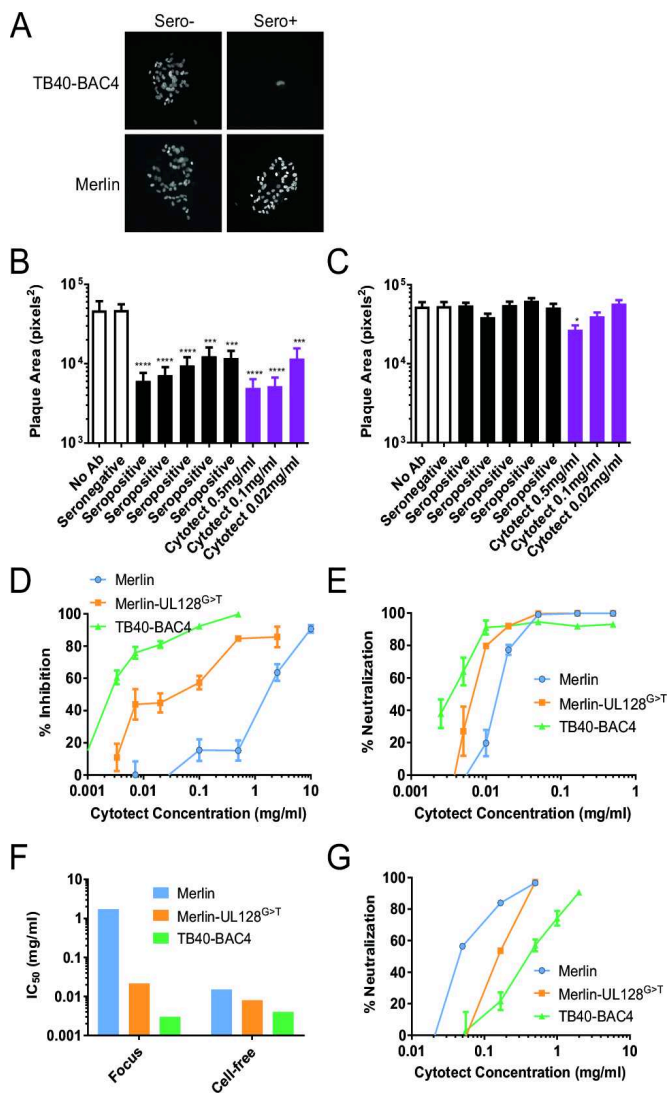 A
Sero-
Sero+
TB40-BAC4
Merlin
B
Plaque Area (pixels²)
10⁵
10⁴
10³
**** **** **** *** *** **** **** ***
No Ab
Seronegative
Seropositive
Seropositive
Seropositive
Seropositive
Seropositive
Cytotect 0.5mg/ml
Cytotect 0.1mg/ml
Cytotect 0.02mg/ml
C
Plaque Area (pixels²)
10⁵
10⁴
10³
*
No Ab
Seronegative
Seropositive
Seropositive
Seropositive
Seropositive
Seropositive
Cytotect 0.5mg/ml
Cytotect 0.1mg/ml
Cytotect 0.02mg/ml
D
Merlin
Merlin-UL128ᴳ>ᵀ
TB40-BAC4
% Inhibition
100
80
60
40
20
0
0.001 0.01 0.1 1 10
Cytotect Concentration (mg/ml)
E
% Neutralization
100
80
60
40
20
0
Merlin
Merlin-UL128ᴳ>ᵀ
TB40-BAC4
0.001 0.01 0.1 1
Cytotect Concentration (mg/ml)
F
IC₅₀ (mg/ml)
10
1
0.1
0.01
0.001
Merlin
Merlin-UL128ᴳ>ᵀ
TB40-BAC4
Focus
Cell-free
G
% Neutralization
100
80
60
40
20
0
Merlin
Merlin-UL128ᴳ>ᵀ
TB40-BAC4
0.01 0.1 1 10
Cytotect Concentration (mg/ml)